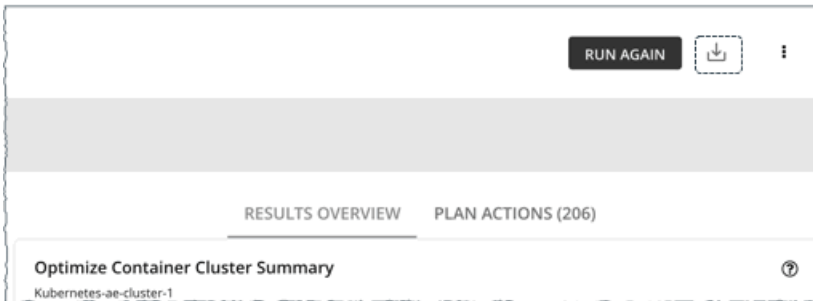 RUN AGAIN
RESULTS OVERVIEW PLAN ACTIONS (206)
Optimize Container Cluster Summary
Kubernetes-ae-cluster-1